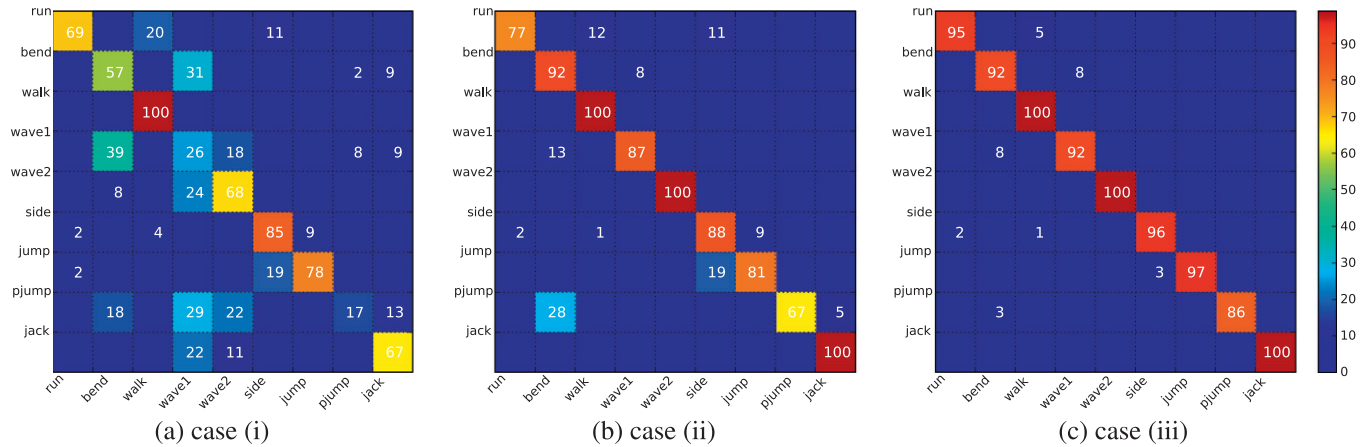 run 69 20 11
bend 57 31 2 9
walk 100
wave1 39 26 18 8 9
wave2 8 24 68
side 2 4 85 9
jump 2 19 78
pjump 18 29 22 17 13
jack 22 11 67
run bend walk wave1 wave2 side jump pjump jack
(a) case (i)
run 77 12 11
bend 92 8
walk 100
wave1 13 87
wave2 100
side 2 1 88 9
jump 19 81
pjump 28 67 5
jack 100
run bend walk wave1 wave2 side jump pjump jack
(b) case (ii)
run 95 5
bend 92 8
walk 100
wave1 8 92
wave2 100
side 2 1 96
jump 3 97
pjump 3 86
jack 100
run bend walk wave1 wave2 side jump pjump jack
(c) case (iii)
90
80
70
60
50
40
30
20
10
0